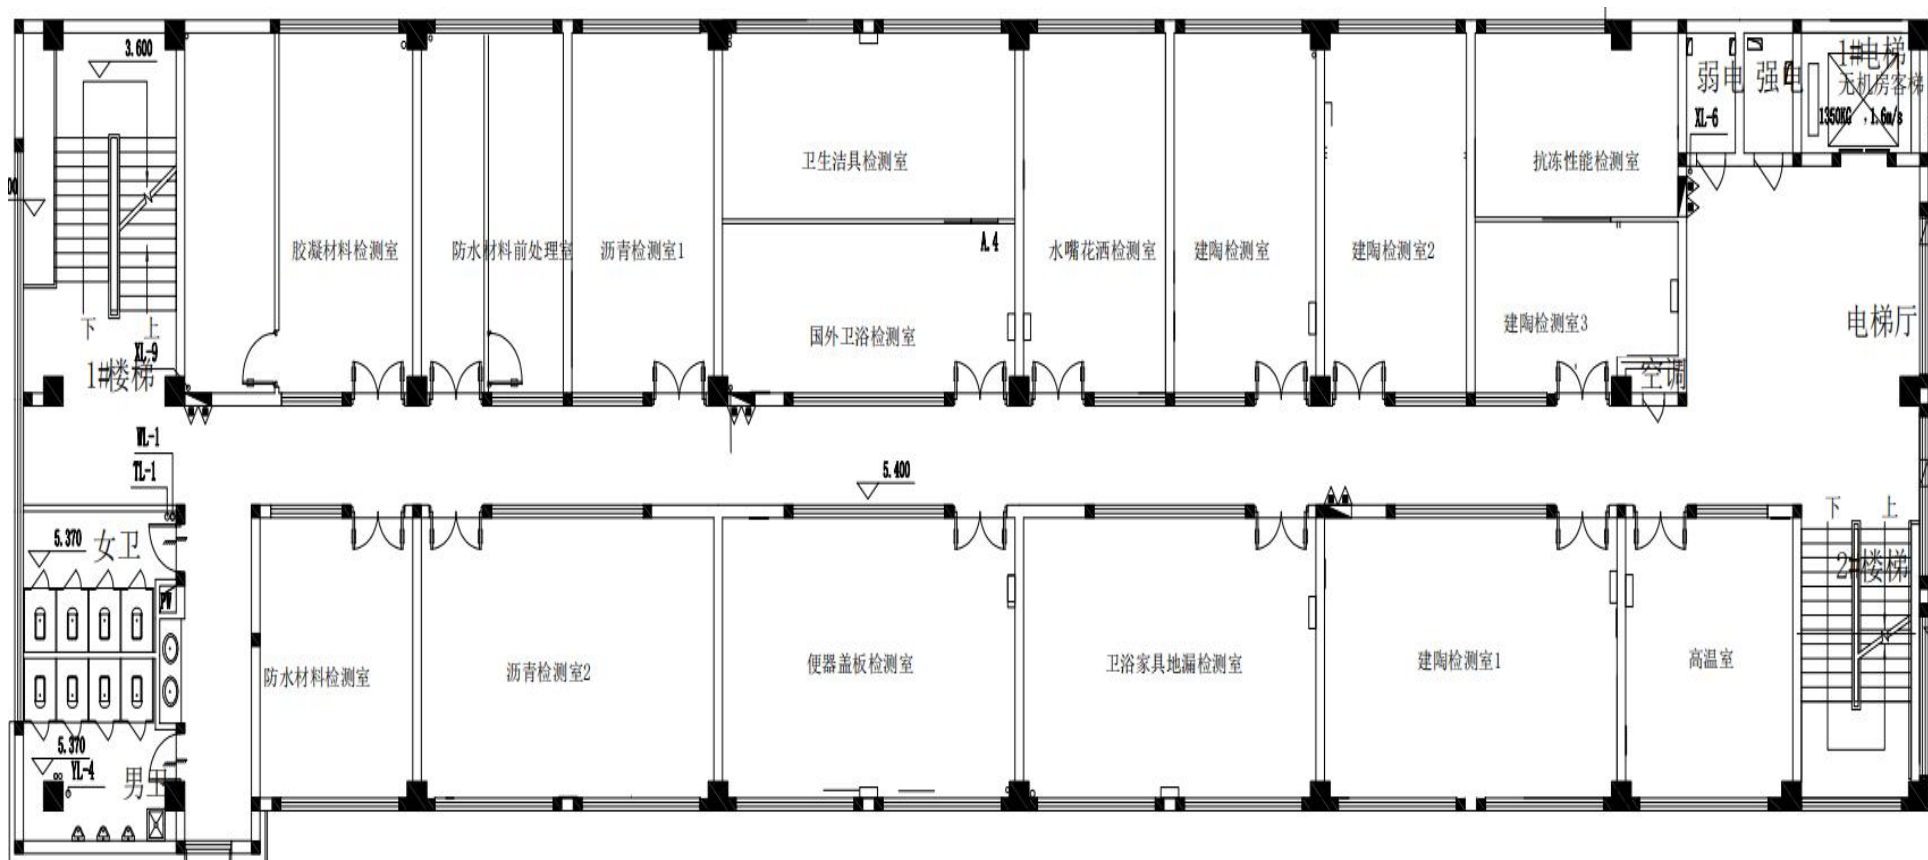 3.600
弱电
强电
1#电梯
无机房客梯
1350KG , 1.6m/s
XL-6
卫生洁具检测室
抗冻性能检测室
胶凝材料检测室
防水材料前处理室
沥青检测室1
A.4
水嘴花洒检测室
建陶检测室
建陶检测室2
国外卫浴检测室
建陶检测室3
电梯厅
下
上
XL-9
1#楼梯
空调
WL-1
TL-1
5.400
下
上
5.370
女卫
2#楼梯
PW
防水材料检测室
沥青检测室2
便器盖板检测室
卫浴家具地漏检测室
建陶检测室1
高温室
5.370
YL-4
男卫